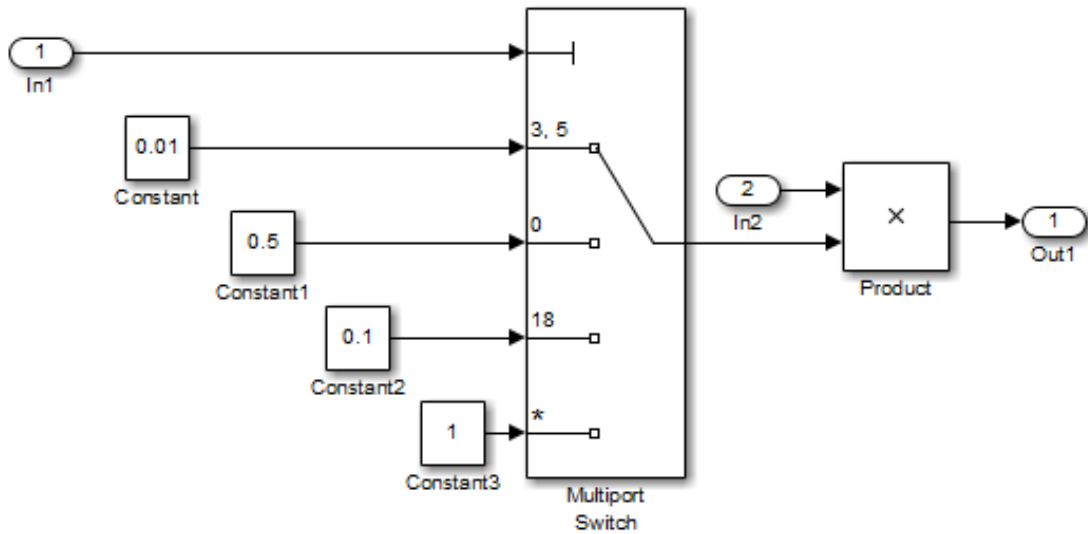 1
In1
3, 5
0.01
Constant
2
In2
×
1
Out1
Product
0
0.5
Constant1
18
0.1
Constant2
*
1
Constant3
Multiport
Switch